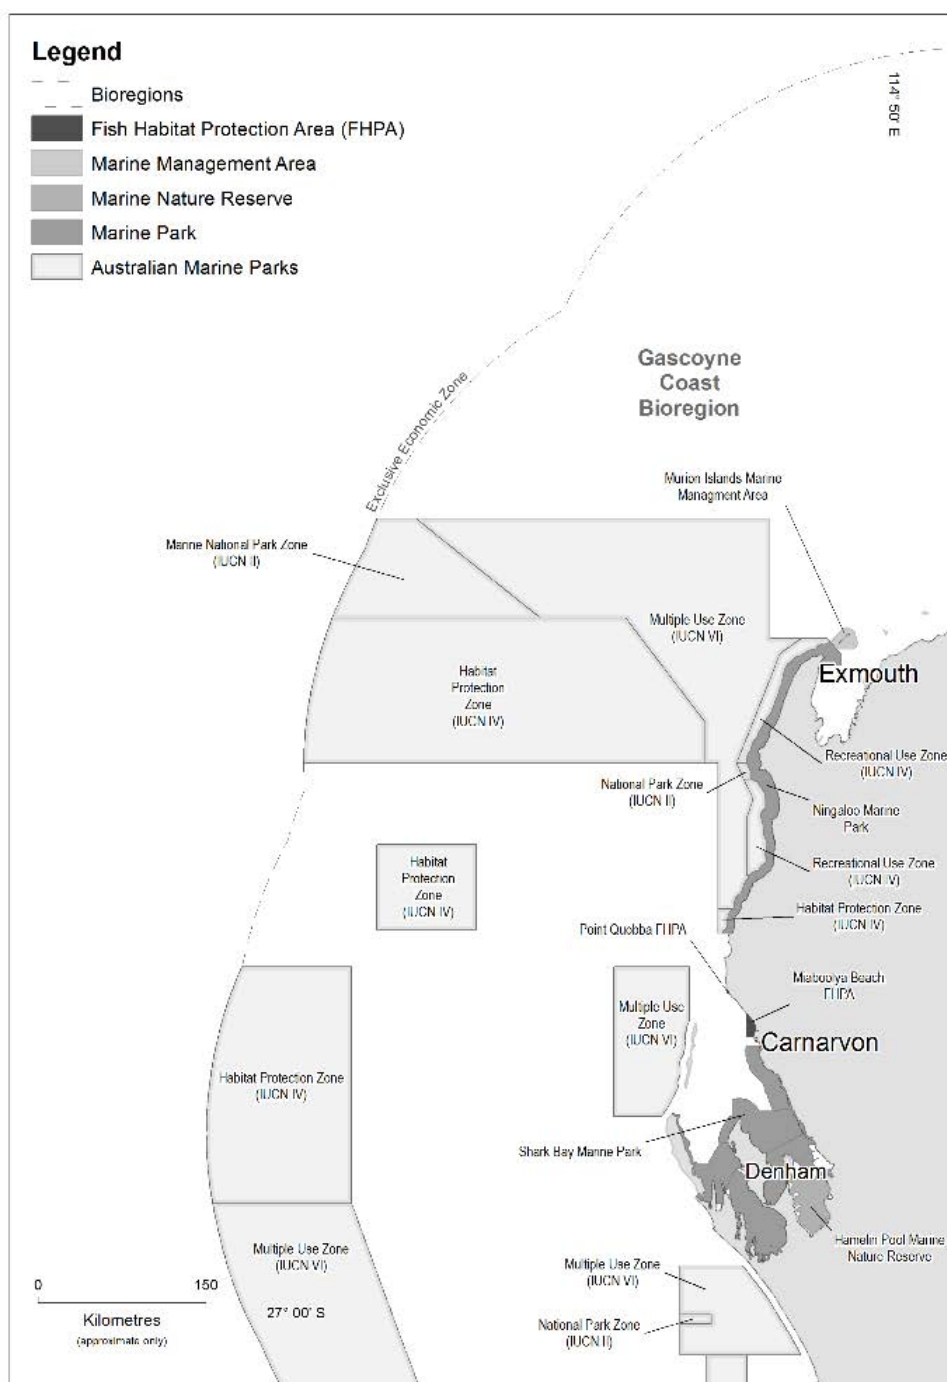 Legend
Bioregions
Fish Habitat Protection Area (FHPA)
Marine Management Area
Marine Nature Reserve
Marine Park
Australian Marine Parks
114° 50' E
Gascoyne
Coast
Bioregion
Exclusive Economic Zone
Murion Islands Marine
Managment Area
Marine National Park Zone
(IUCN II)
Multiple Use Zone
(IUCN VI)
Habitat
Protection
Zone
(IUCN IV)
Exmouth
Recreational Use Zone
(IUCN IV)
National Park Zone
(IUCN II)
Ningaloo Marine
Park
Habitat
Protection
Zone
(IUCN IV)
Recreational Use Zone
(IUCN IV)
Habitat Protection Zone
(IUCN IV)
Point Quobba FHPA
Miaboolya Beach
FHPA
Multiple Use
Zone
(IUCN VI)
Carnarvon
Habitat Protection Zone
(IUCN IV)
Shark Bay Marine Park
Denham
Hamelin Pool Marine
Nature Reserve
Multiple Use Zone
(IUCN VI)
Multiple Use Zone
(IUCN VI)
0 150
Kilometres
(approximate only)
27° 00' S
National Park Zone
(IUCN II)